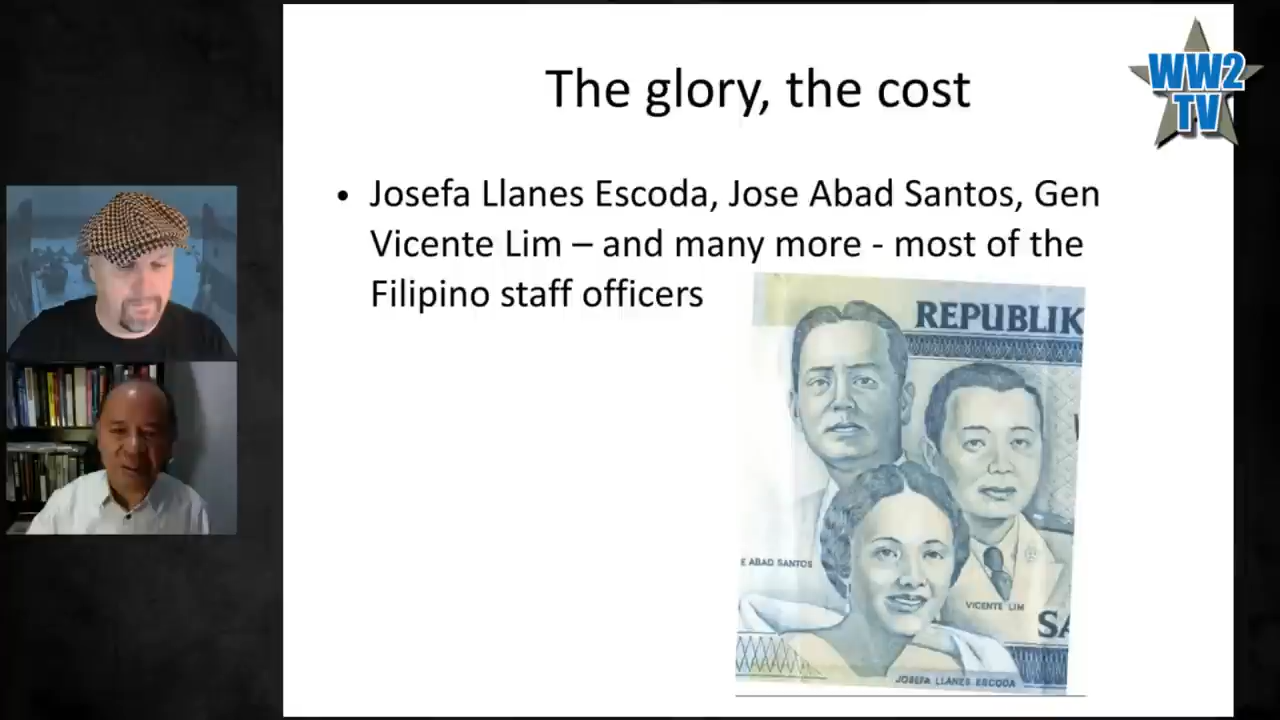 The glory, the cost
WW2
TV
• Josefa Llanes Escoda, Jose Abad Santos, Gen
Vicente Lim – and many more - most of the
Filipino staff officers
REPUBLIK
E ABAD SANTOS
VICENTE LIM
SA
JOSEFA LLANES ESCODA